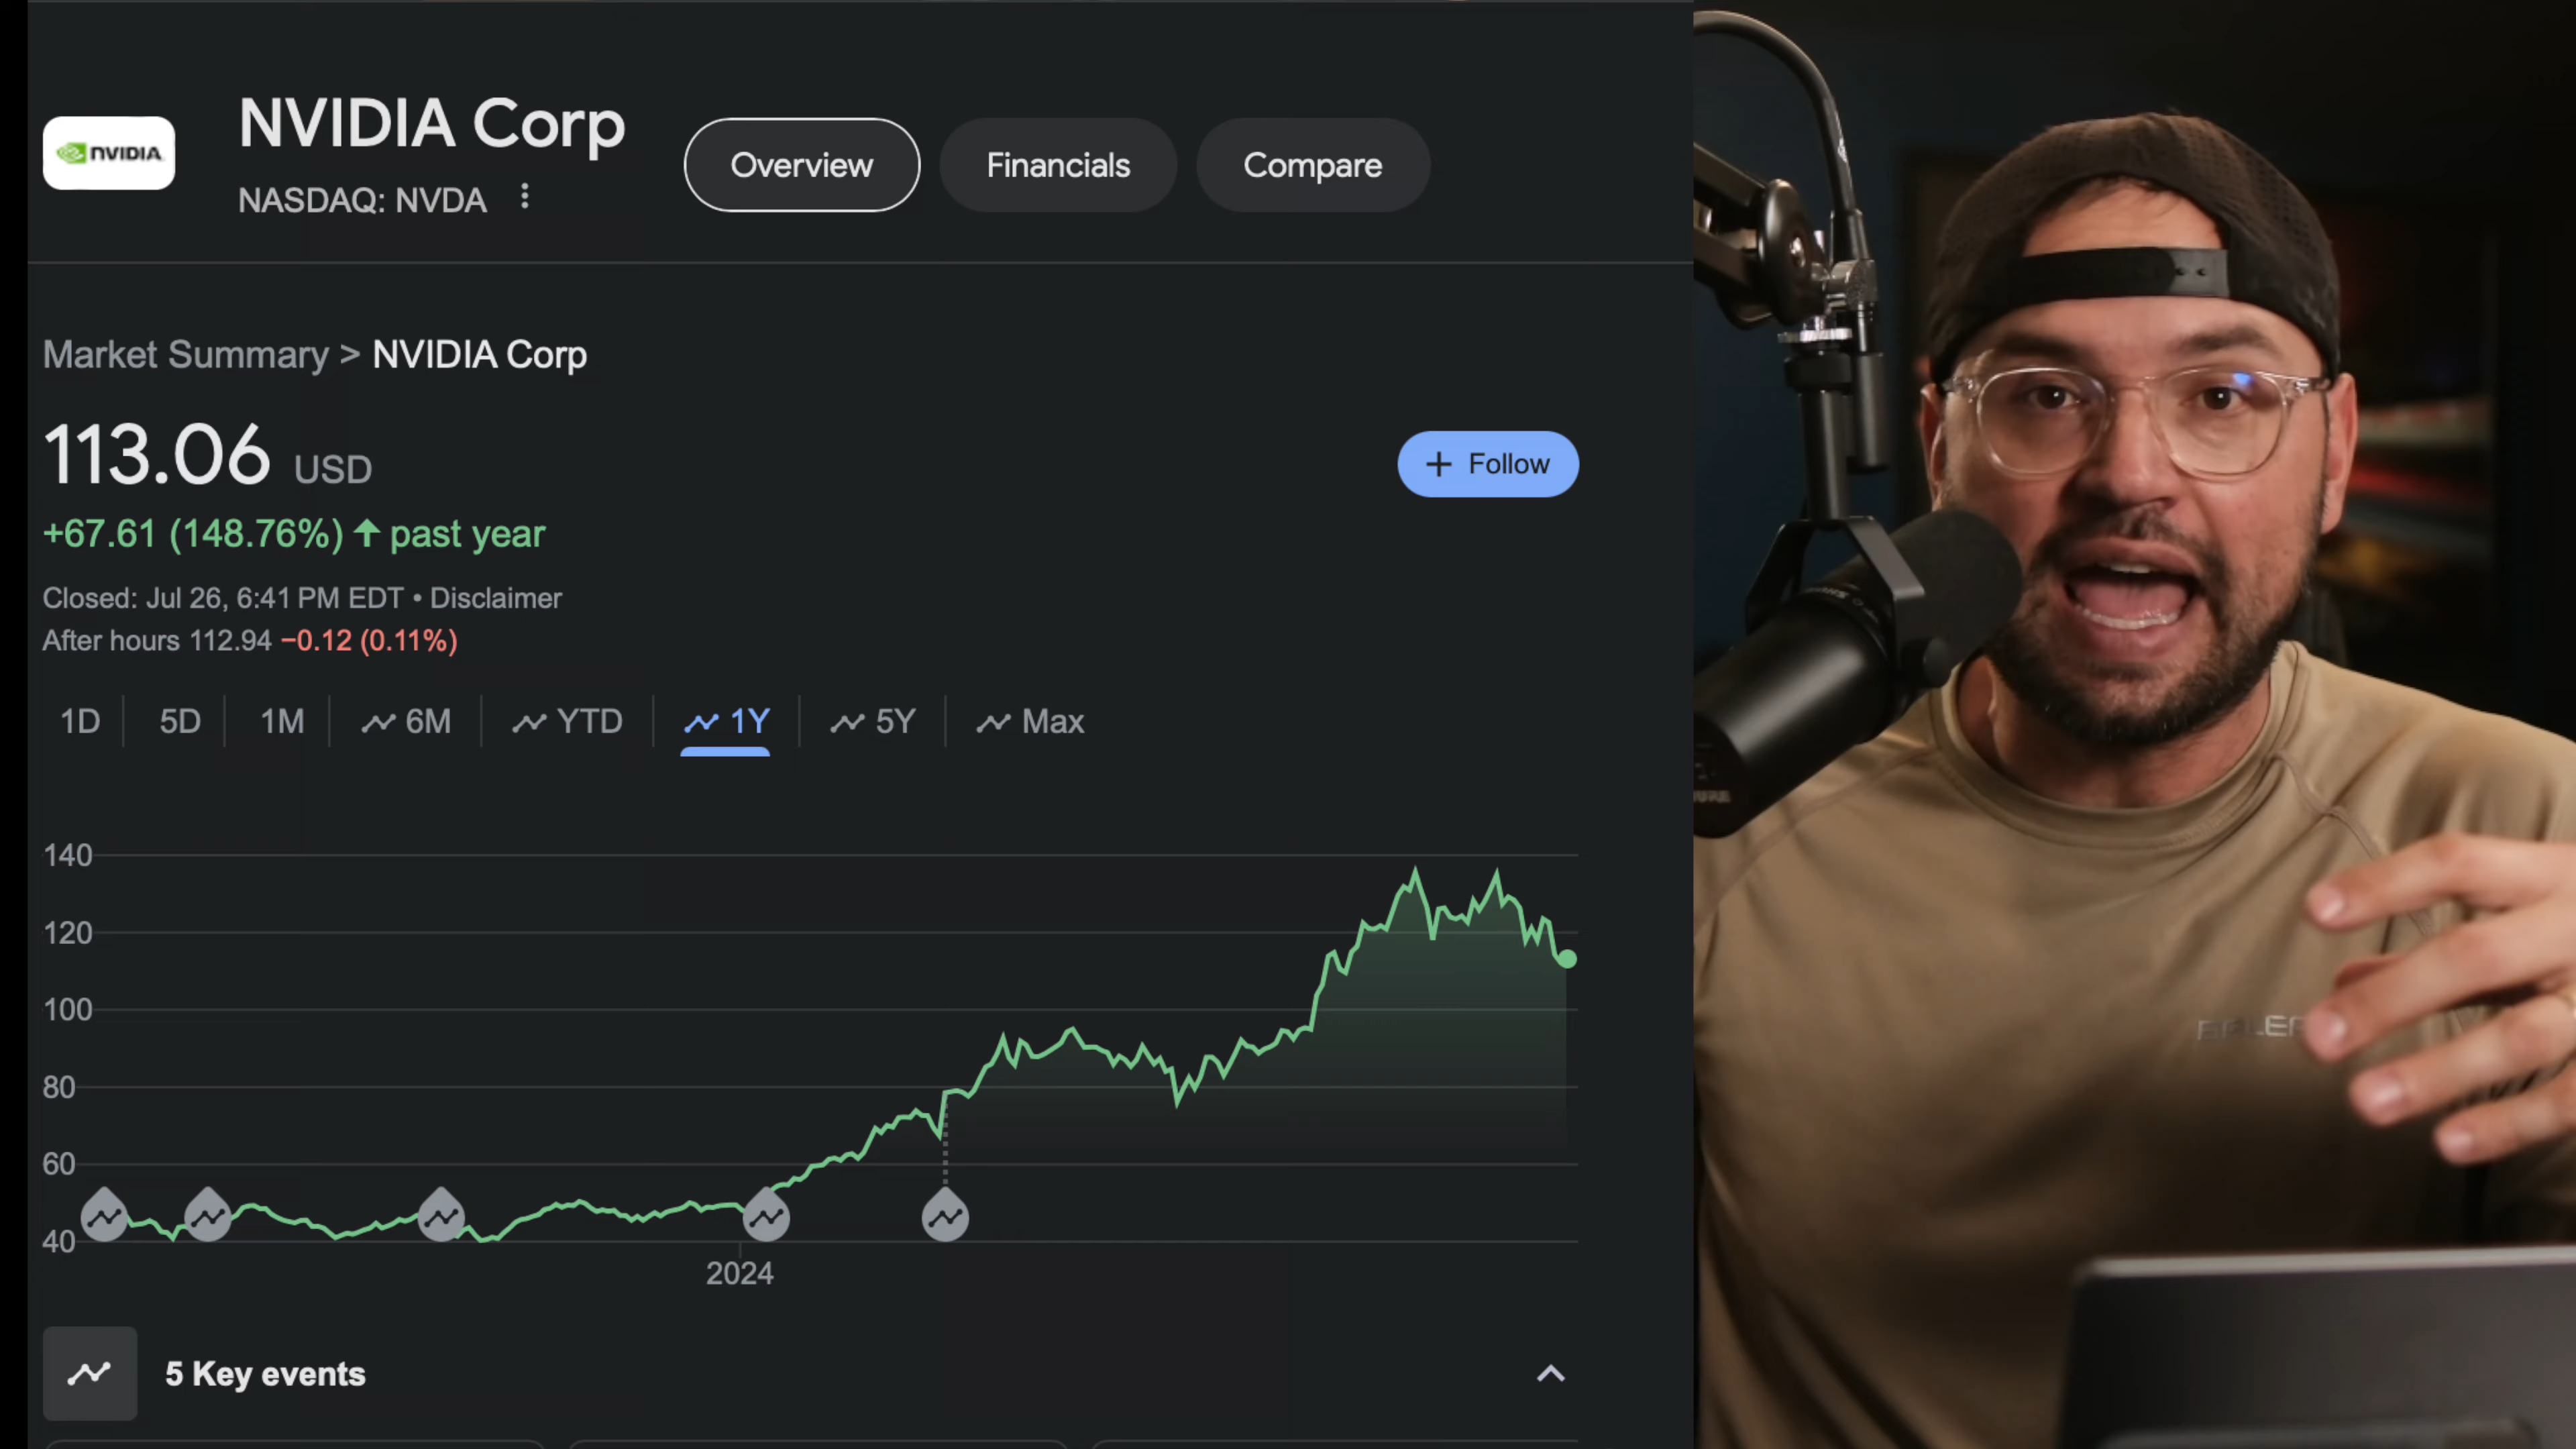 NVIDIA
NVIDIA Corp
NASDAQ: NVDA
Overview
Financials
Compare
Market Summary > NVIDIA Corp
113.06 USD
+ Follow
+67.61 (148.76%) ↑ past year
Closed: Jul 26, 6:41 PM EDT • Disclaimer
After hours 112.94 −0.12 (0.11%)
1D
5D
1M
6M
YTD
1Y
5Y
Max
140
120
100
80
60
40
2024
5 Key events